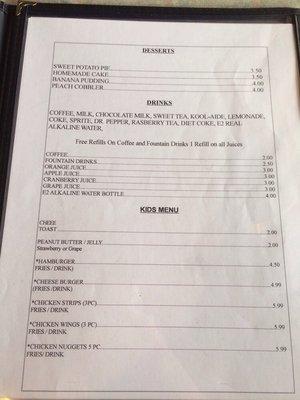 DESSERTS
SWEET POTATO PIE 3.50
HOMEMADE CAKE 3.50
BANANA PUDDING 4.00
PEACH COBBLER 4.00
DRINKS
COFFEE, MILK, CHOCOLATE MILK, SWEET TEA, KOOL-AIDE, LEMONADE,
COKE, SPRITE, DR. PEPPER, RASBERRY TEA, DIET COKE, E2 REAL
ALKALINE WATER,
Free Refills On Coffee and Fountain Drinks 1 Refill on all Juices
COFFEE 2.00
FOUNTAIN DRINKS 2.50
ORANGE JUICE 3.00
APPLE JUICE 3.00
CRANBERRY JUICE 3.00
GRAPE JUICE 3.00
E2 ALKALINE WATER BOTTLE 4.00
KIDS MENU
CHEEE
TOAST 2.00
PEANUT BUTTER / JELLY 2.00
Strawberry or Grape
*HAMBURGER 4.50
FRIES / DRINK)
*CHEESE BURGER 4.99
(FRIES /DRINK)
*CHICKEN STRIPS (3PC) 5.99
FRIES / DRINK
*CHICKEN WINGS (3 PC) 5.99
FRIES / DRINK
*CHICKEN NUGGETS 5 PC 5.99
FRIES/ DRINK